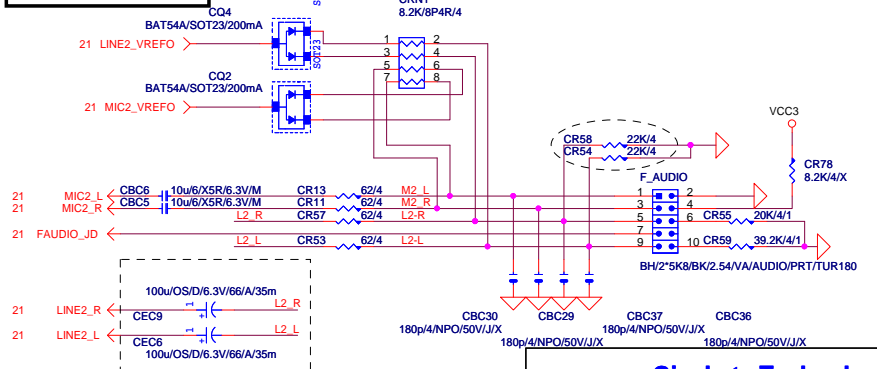 CQ4
BAT54A/SOT23/200mA
8.2K/8P4R/4
21 LINE2_VREFO
SOT23
1 2
3 4
5 6
7 8
CQ2
BAT54A/SOT23/200mA
21 MIC2_VREFO
VCC3
CR58 22K/4
CR54 22K/4
CR78
8.2K/4/X
F_AUDIO
21 MIC2_L CBC6 10u/6/X5R/6.3V/M CR13 62/4 M2_L 1 2
21 MIC2_R CBC5 10u/6/X5R/6.3V/M CR11 62/4 M2_R 3 4
L2_R CR57 62/4 L2-R 5 6 CR55 20K/4/1
21 FAUDIO_JD 7
L2_L CR53 62/4 L2-L 9 10 CR59 39.2K/4/1
BH/2*5K8/BK/2.54/VA/AUDIO/PRT/TUR180
100u/OS/D/6.3V/66/A/35m
21 LINE2_R 1 L2_R
CEC9 +
21 LINE2_L 1 L2_L
CEC6 +
100u/OS/D/6.3V/66/A/35m
CBC30 CBC29 CBC37 CBC36
180p/4/NPO/50V/J/X 180p/4/NPO/50V/J/X
180p/4/NPO/50V/J/X 180p/4/NPO/50V/J/X